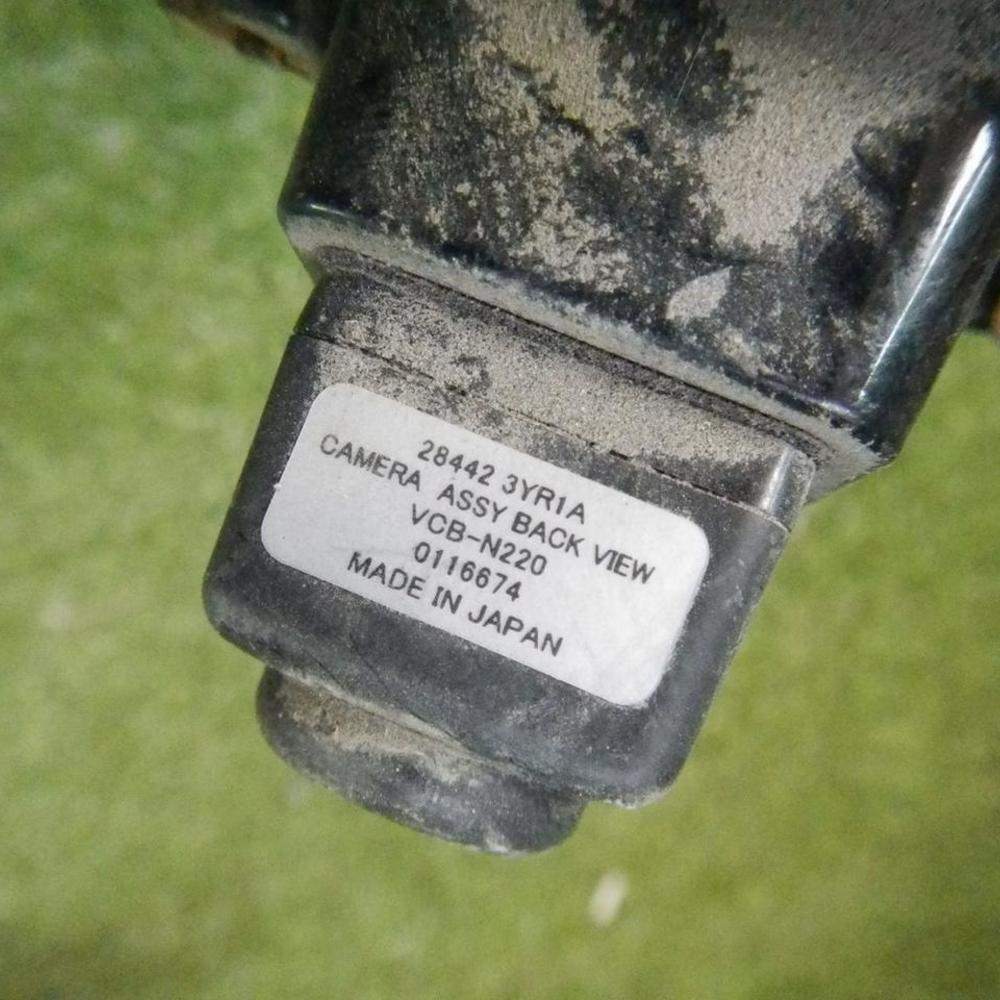 28442 3YR1A
CAMERA ASSY BACK VIEW
VCB-N220
0116674
MADE IN JAPAN